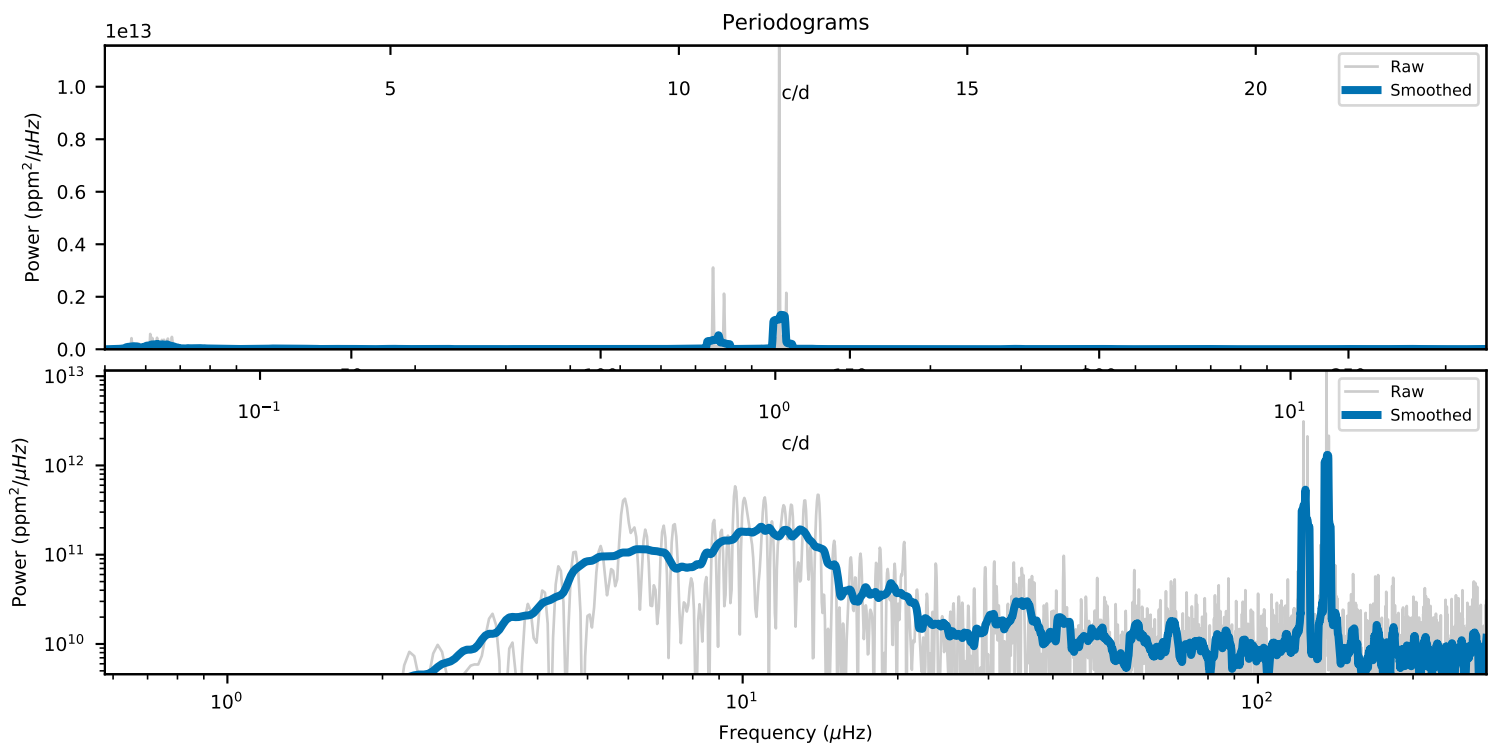 Periodograms
1e13
5 10 15 20
c/d
Raw
Smoothed
1.0
0.8
0.6
0.4
0.2
0.0
Power (ppm²/μHz)
10¹³
10¹²
10¹¹
10¹⁰
Power (ppm²/μHz)
10⁻¹ 10⁰ 10¹
c/d
Raw
Smoothed
10⁰ 10¹ 10²
Frequency (μHz)